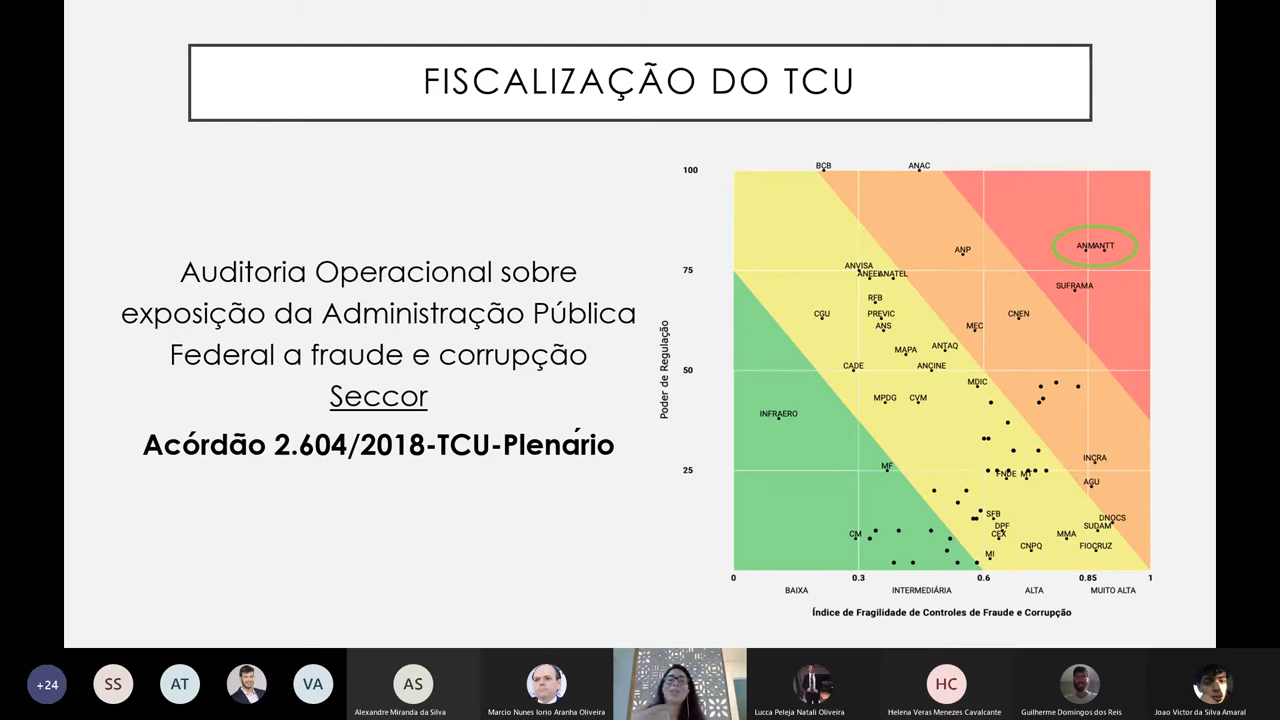 FISCALIZAÇÃO DO TCU
Auditoria Operacional sobre
exposição da Administração Pública
Federal a fraude e corrupção
Seccor
Acórdão 2.604/2018-TCU-Plenário
Poder de Regulação
100
75
50
25
BCB
ANAC
ANP
ANMANTT
ANVISA
ANEELANATEL
SUFRAMA
RFB
CGU
PREVIC
CNEN
ANS
MEC
MAPA
ANTAQ
CADE
ANCINE
MDIC
MPDG
CVM
INFRAERO
INCRA
MF
FNDE
MT
AGU
SFB
DNOCS
DPF
SUDAM
CM
CEX
MMA
CNPQ
FIOCRUZ
MI
0
0.3
0.6
0.85
1
BAIXA
INTERMEDIÁRIA
ALTA
MUITO ALTA
Índice de Fragilidade de Controles de Fraude e Corrupção
+24
SS
AT
VA
AS
HC
Alexandre Miranda da Silva
Marcio Nunes Iorio Aranha Oliveira
Lucca Peleja Natali Oliveira
Helena Veras Menezes Cavalcante
Guilherme Domingos dos Reis
Joao Victor da Silva Amaral